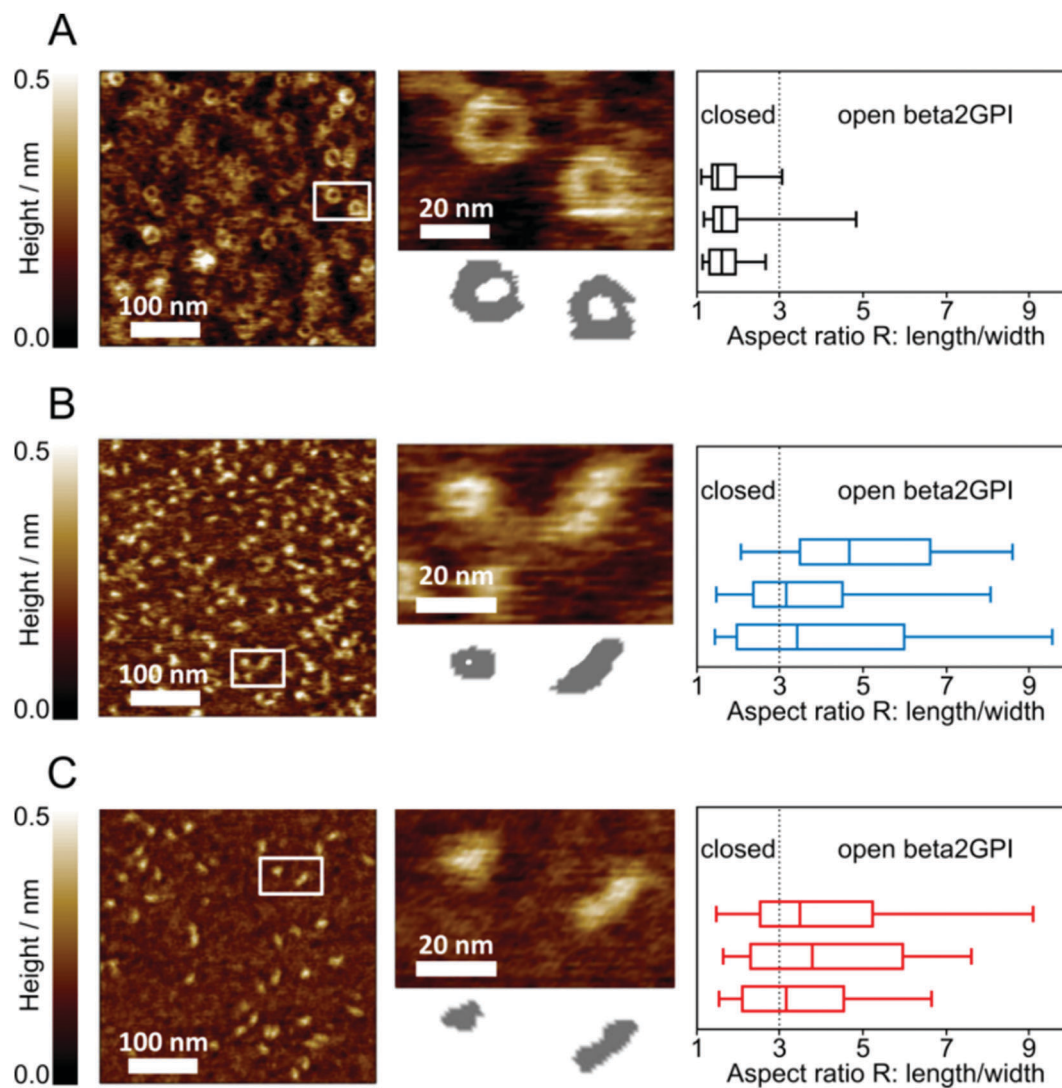 A
0.5
Height / nm
0.0
100 nm
20 nm
closed
open beta2GPI
1 3 5 7 9
Aspect ratio R: length/width
B
0.5
Height / nm
0.0
100 nm
20 nm
closed
open beta2GPI
1 3 5 7 9
Aspect ratio R: length/width
C
0.5
Height / nm
0.0
100 nm
20 nm
closed
open beta2GPI
1 3 5 7 9
Aspect ratio R: length/width